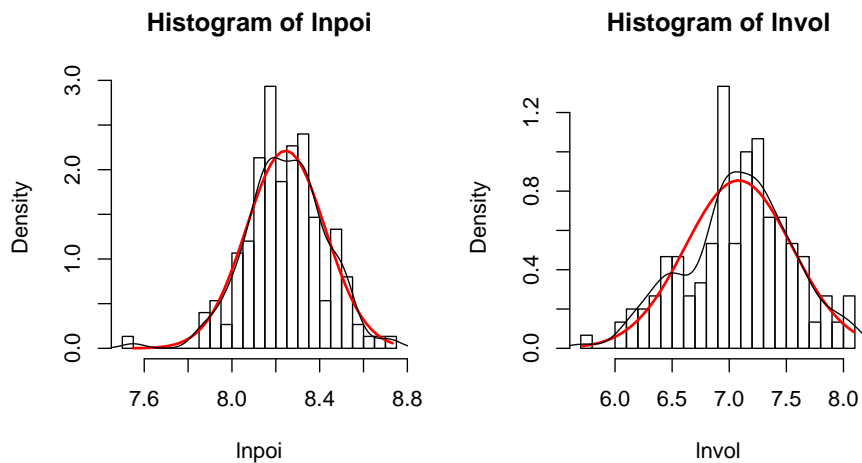 Histogram of lnpoi
Density
0.0
1.0
2.0
3.0
7.6
8.0
8.4
8.8
lnpoi
Histogram of lnvol
Density
0.0
0.4
0.8
1.2
6.0
6.5
7.0
7.5
8.0
lnvol